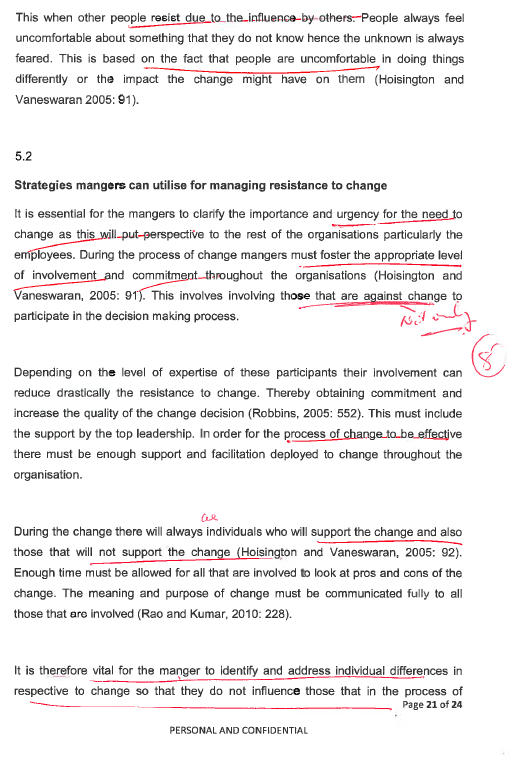 This when other people resist due to the influence by others. People always feel
uncomfortable about something that they do not know hence the unknown is always
feared. This is based on the fact that people are uncomfortable in doing things
differently or the impact the change might have on them (Hoisington and
Vaneswaran 2005: 91).
5.2
Strategies mangers can utilise for managing resistance to change
It is essential for the mangers to clarify the importance and urgency for the need to
change as this will put perspective to the rest of the organisations particularly the
employees. During the process of change mangers must foster the appropriate level
of involvement and commitment throughout the organisations (Hoisington and
Vaneswaran, 2005: 91). This involves involving those that are against change to
participate in the decision making process.
Not only
8
Depending on the level of expertise of these participants their involvement can
reduce drastically the resistance to change. Thereby obtaining commitment and
increase the quality of the change decision (Robbins, 2005: 552). This must include
the support by the top leadership. In order for the process of change to be effective
there must be enough support and facilitation deployed to change throughout the
organisation.
During the change there will always individuals who will support the change and also
those that will not support the change (Hoisington and Vaneswaran, 2005: 92).
Enough time must be allowed for all that are involved to look at pros and cons of the
change. The meaning and purpose of change must be communicated fully to all
those that are involved (Rao and Kumar, 2010: 228).
It is therefore vital for the manger to identify and address individual differences in
respective to change so that they do not influence those that in the process of
Page 21 of 24
PERSONAL AND CONFIDENTIAL